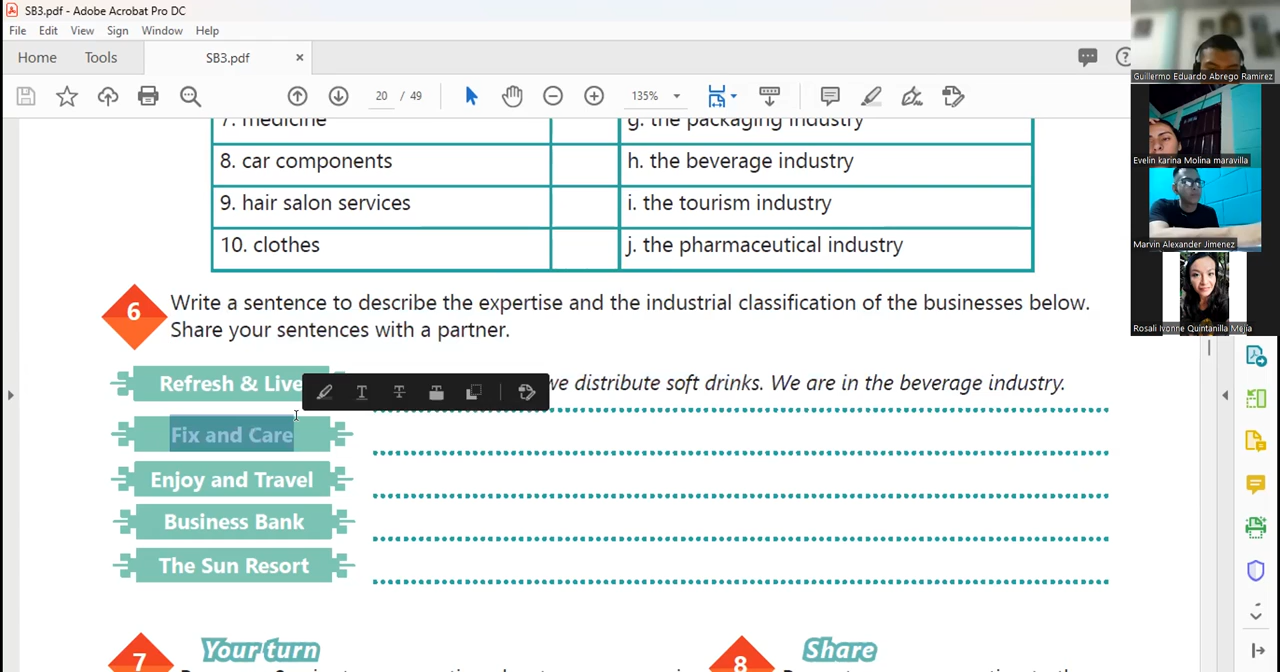 SB3.pdf - Adobe Acrobat Pro DC
File Edit View Sign Window Help
Home Tools SB3.pdf ×
20 / 49 135%
7. medicine g. the packaging industry
8. car components h. the beverage industry
9. hair salon services i. the tourism industry
10. clothes j. the pharmaceutical industry
6 Write a sentence to describe the expertise and the industrial classification of the businesses below.
Share your sentences with a partner.
Refresh & Live we distribute soft drinks. We are in the beverage industry.
Fix and Care
Enjoy and Travel
Business Bank
The Sun Resort
7 Your turn 8 Share
Guillermo Eduardo Abrego Ramirez
Evelin karina Molina maravilla
Marvin Alexander Jimenez
Rosali Ivonne Quintanilla Mejía